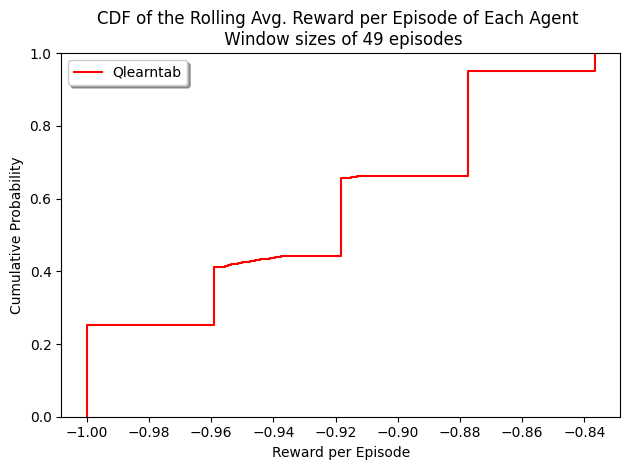 CDF of the Rolling Avg. Reward per Episode of Each Agent
Window sizes of 49 episodes
Qlearntab
Cumulative Probability
1.0
0.8
0.6
0.4
0.2
0.0
−1.00 −0.98 −0.96 −0.94 −0.92 −0.90 −0.88 −0.86 −0.84
Reward per Episode